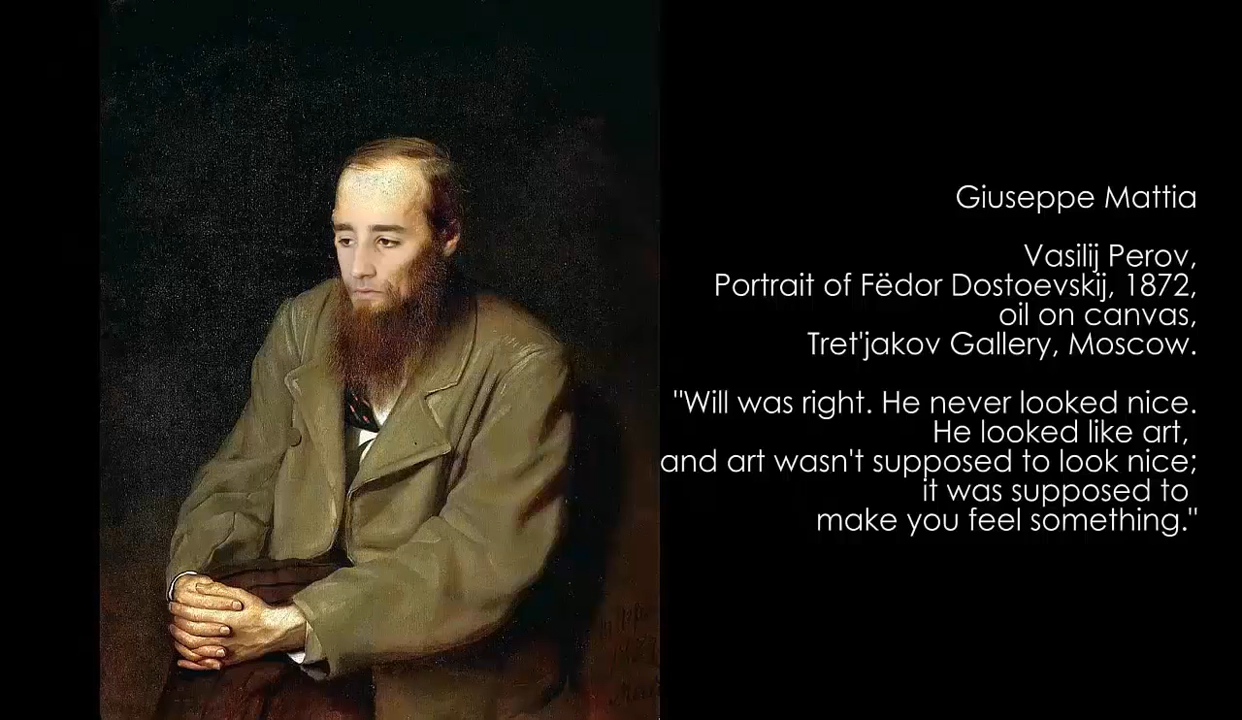 Giuseppe Mattia
Vasilij Perov,
Portrait of Fëdor Dostoevskij, 1872,
oil on canvas,
Tret'jakov Gallery, Moscow.
"Will was right. He never looked nice.
He looked like art,
and art wasn't supposed to look nice;
it was supposed to
make you feel something."